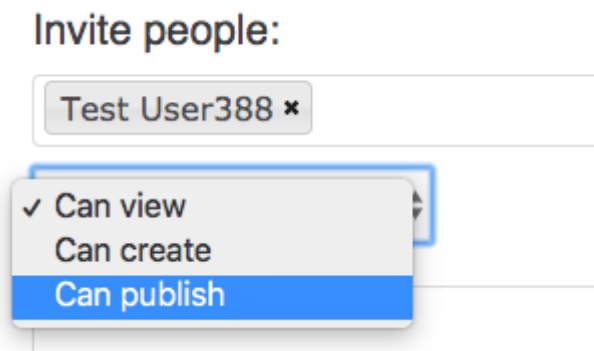 Invite people:
Test User388 ×
✓ Can view
Can create
Can publish